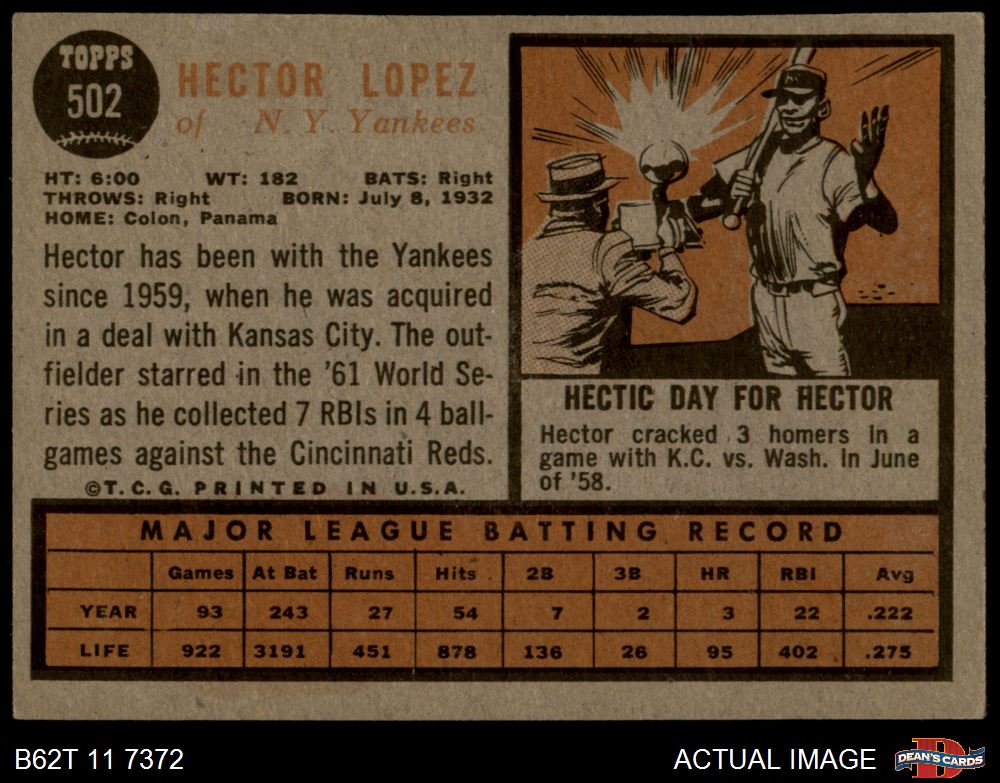 TOPPS
502
HECTOR LOPEZ
of N. Y. Yankees
HT: 6:00 WT: 182 BATS: Right
THROWS: Right BORN: July 8, 1932
HOME: Colon, Panama
Hector has been with the Yankees
since 1959, when he was acquired
in a deal with Kansas City. The out-
fielder starred in the '61 World Se-
ries as he collected 7 RBIs in 4 ball-
games against the Cincinnati Reds.
©T. C. G. PRINTED IN U.S.A.
KC
HECTIC DAY FOR HECTOR
Hector cracked 3 homers in a
game with K.C. vs. Wash. in June
of '58.
MAJOR LEAGUE BATTING RECORD
Games At Bat Runs Hits 2B 3B HR RBI Avg
YEAR 93 243 27 54 7 2 3 22 .222
LIFE 922 3191 451 878 136 26 95 402 .275
B62T 11 7372
ACTUAL IMAGE
D
DEAN'S CARDS